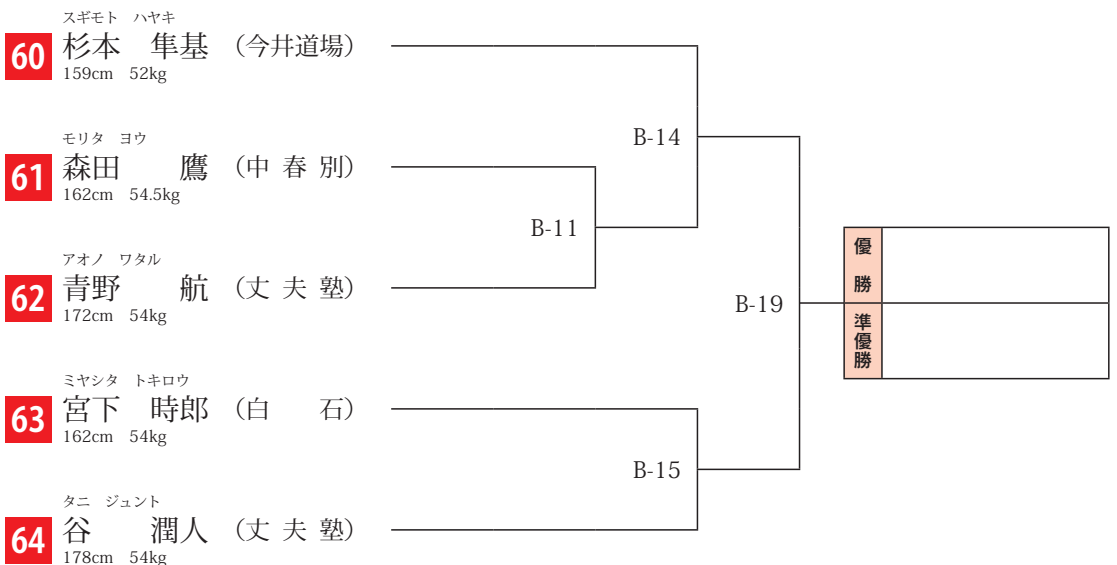 スギモト ハヤキ
60 杉本 隼基 （今井道場）
159cm 52kg
B-14
モリタ ヨウ
61 森田 鷹 （中春別）
162cm 54.5kg
B-11
アオノ ワタル
62 青野 航 （丈夫塾）
172cm 54kg
B-19
優勝
準優勝
ミヤシタ トキロウ
63 宮下 時郎 （白石）
162cm 54kg
B-15
タニ ジュント
64 谷 潤人 （丈夫塾）
178cm 54kg